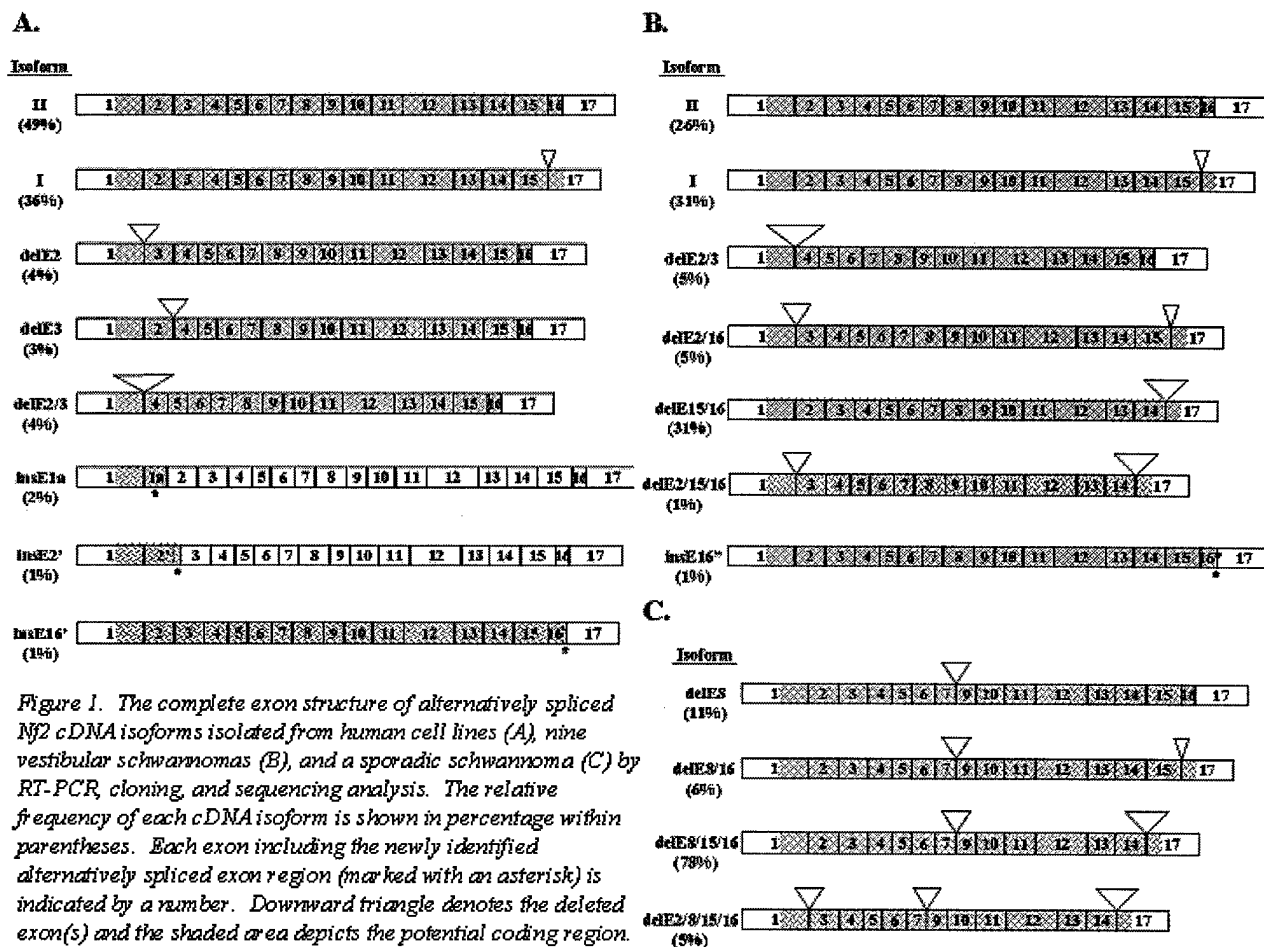 A.
Isoform
II 1 2 3 4 5 6 7 8 9 10 11 12 13 14 15 16 17
(49%)
I 1 2 3 4 5 6 7 8 9 10 11 12 13 14 15 17
(36%)
delE2 1 3 4 5 6 7 8 9 10 11 12 13 14 15 16 17
(4%)
delE3 1 2 4 5 6 7 8 9 10 11 12 13 14 15 16 17
(3%)
delE2/3 1 4 5 6 7 8 9 10 11 12 13 14 15 16 17
(4%)
InsE1a 1 1a 2 3 4 5 6 7 8 9 10 11 12 13 14 15 16 17
(2%) *
InsE2' 1 2' 3 4 5 6 7 8 9 10 11 12 13 14 15 16 17
(1%) *
InsE16' 1 2 3 4 5 6 7 8 9 10 11 12 13 14 15 16' 17
(1%) *
Figure 1. The complete exon structure of alternatively spliced
Nf2 cDNA isoforms isolated from human cell lines (A), nine
vestibular schwannomas (B), and a sporadic schwannoma (C) by
RT-PCR, cloning, and sequencing analysis. The relative
frequency of each cDNA isoform is shown in percentage within
parentheses. Each exon including the newly identified
alternatively spliced exon region (marked with an asterisk) is
indicated by a number. Downward triangle denotes the deleted
exon(s) and the shaded area depicts the potential coding region.
B.
Isoform
II 1 2 3 4 5 6 7 8 9 10 11 12 13 14 15 16 17
(26%)
I 1 2 3 4 5 6 7 8 9 10 11 12 13 14 15 17
(31%)
delE2/3 1 4 5 6 7 8 9 10 11 12 13 14 15 16 17
(5%)
delE2/16 1 3 4 5 6 7 8 9 10 11 12 13 14 15 17
(5%)
delE15/16 1 2 3 4 5 6 7 8 9 10 11 12 13 14 17
(31%)
delE2/15/16 1 3 4 5 6 7 8 9 10 11 12 13 14 17
(1%)
insE16" 1 2 3 4 5 6 7 8 9 10 11 12 13 14 15 16" 17
(1%) *
C.
Isoform
delE8 1 2 3 4 5 6 7 9 10 11 12 13 14 15 16 17
(11%)
delE8/16 1 2 3 4 5 6 7 9 10 11 12 13 14 15 17
(6%)
delE8/15/16 1 2 3 4 5 6 7 9 10 11 12 13 14 17
(78%)
delE2/8/15/16 1 3 4 5 6 7 9 10 11 12 13 14 17
(5%)